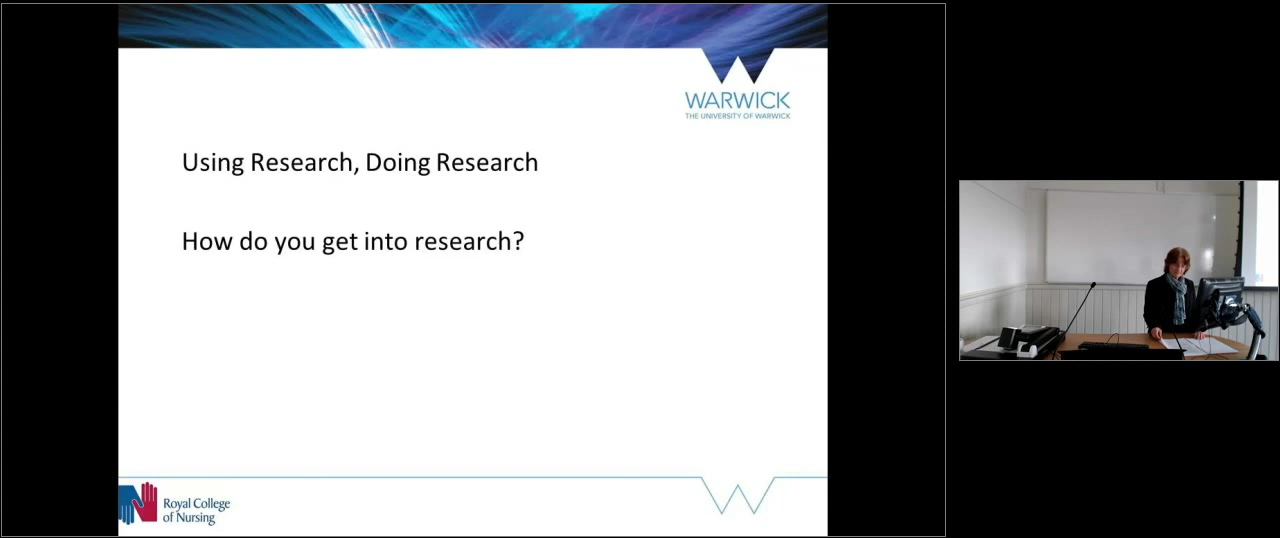 WARWICK
THE UNIVERSITY OF WARWICK
Using Research, Doing Research
How do you get into research?
Royal College
of Nursing